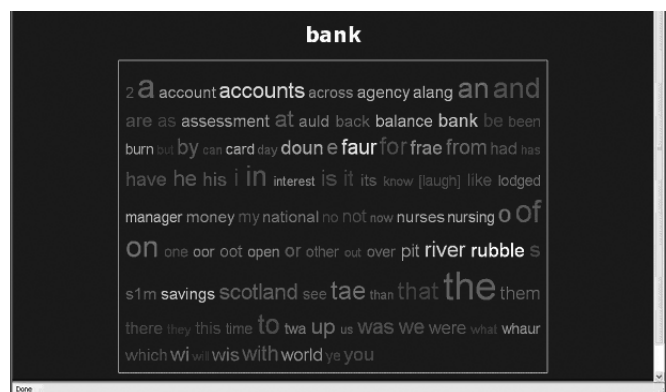 bank
2 a account accounts across agency alang an and
are as assessment at auld back balance bank be been
burn but by can card day doun e faur for frae from had has
have he his i in interest is it its know [laugh] like lodged
manager money my national no not now nurses nursing o of
on one oor oot open or other out over pit river rubble s
s1m savings scotland see tae than that the them
there they this time to twa up us was we were what whaur
which wi will wis with world ye you
Done